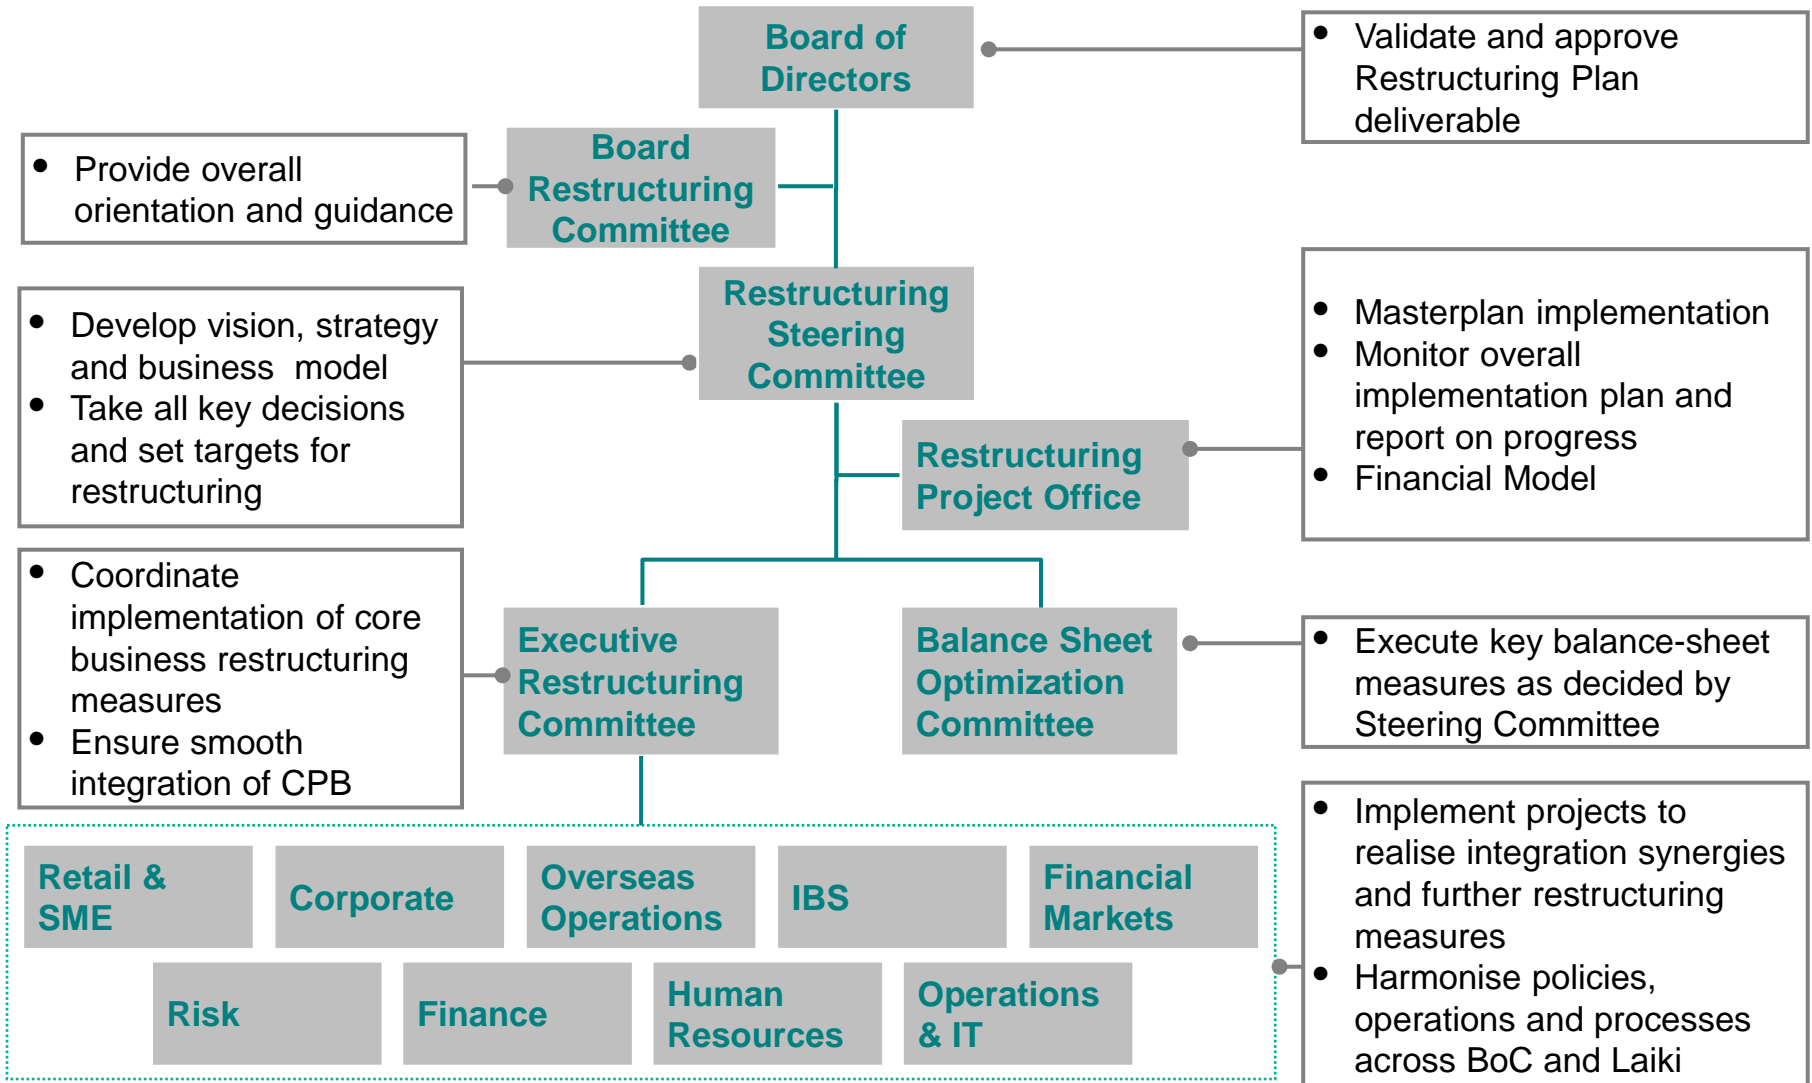 Board of
Directors
• Validate and approve
Restructuring Plan
deliverable
• Provide overall
orientation and guidance
Board
Restructuring
Committee
• Develop vision, strategy
and business  model
• Take all key decisions
and set targets for
restructuring
Restructuring
Steering
Committee
• Masterplan implementation
• Monitor overall
implementation plan and
report on progress
• Financial Model
Restructuring
Project Office
• Coordinate
implementation of core
business restructuring
measures
• Ensure smooth
integration of CPB
Executive
Restructuring
Committee
Balance Sheet
Optimization
Committee
• Execute key balance-sheet
measures as decided by
Steering Committee
Retail &
SME
Corporate
Overseas
Operations
IBS
Financial
Markets
Risk
Finance
Human
Resources
Operations
& IT
• Implement projects to
realise integration synergies
and further restructuring
measures
• Harmonise policies,
operations and processes
across BoC and Laiki